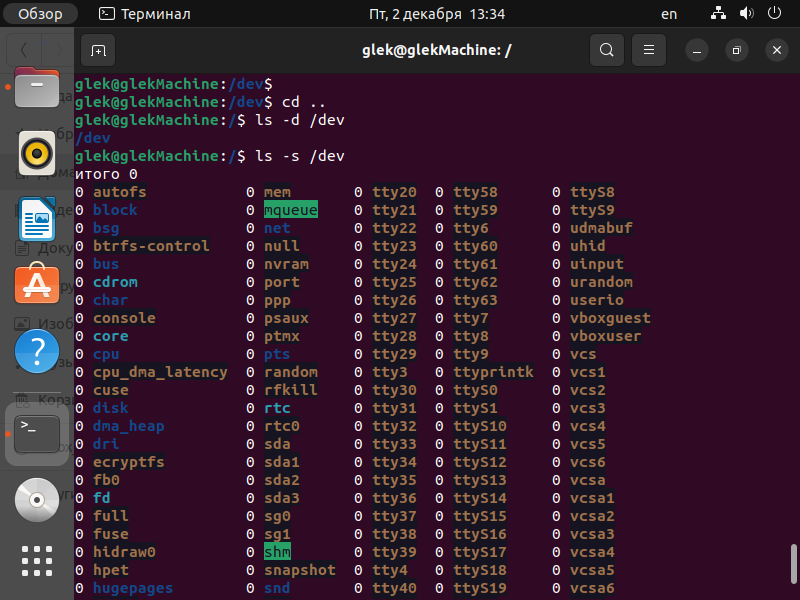 Обзор Терминал Пт, 2 декабря 13:34 en
glek@glekMachine: /
glek@glekMachine:/dev$
glek@glekMachine:/dev$ cd ..
glek@glekMachine:/$ ls -d /dev
/dev
glek@glekMachine:/$ ls -s /dev
итого 0
0 autofs 0 mem 0 tty20 0 tty58 0 ttyS8
0 block 0 mqueue 0 tty21 0 tty59 0 ttyS9
0 bsg 0 net 0 tty22 0 tty6 0 udmabuf
0 btrfs-control 0 null 0 tty23 0 tty60 0 uhid
0 bus 0 nvram 0 tty24 0 tty61 0 uinput
0 cdrom 0 port 0 tty25 0 tty62 0 urandom
0 char 0 ppp 0 tty26 0 tty63 0 userio
0 console 0 psaux 0 tty27 0 tty7 0 vboxguest
0 core 0 ptmx 0 tty28 0 tty8 0 vboxuser
0 cpu 0 pts 0 tty29 0 tty9 0 vcs
0 cpu_dma_latency 0 random 0 tty3 0 ttyprintk 0 vcs1
0 cuse 0 rfkill 0 tty30 0 ttyS0 0 vcs2
0 disk 0 rtc 0 tty31 0 ttyS1 0 vcs3
0 dma_heap 0 rtc0 0 tty32 0 ttyS10 0 vcs4
0 dri 0 sda 0 tty33 0 ttyS11 0 vcs5
0 ecryptfs 0 sda1 0 tty34 0 ttyS12 0 vcs6
0 fb0 0 sda2 0 tty35 0 ttyS13 0 vcsa
0 fd 0 sda3 0 tty36 0 ttyS14 0 vcsa1
0 full 0 sg0 0 tty37 0 ttyS15 0 vcsa2
0 fuse 0 sg1 0 tty38 0 ttyS16 0 vcsa3
0 hidraw0 0 shm 0 tty39 0 ttyS17 0 vcsa4
0 hpet 0 snapshot 0 tty4 0 ttyS18 0 vcsa5
0 hugepages 0 snd 0 tty40 0 ttyS19 0 vcsa6